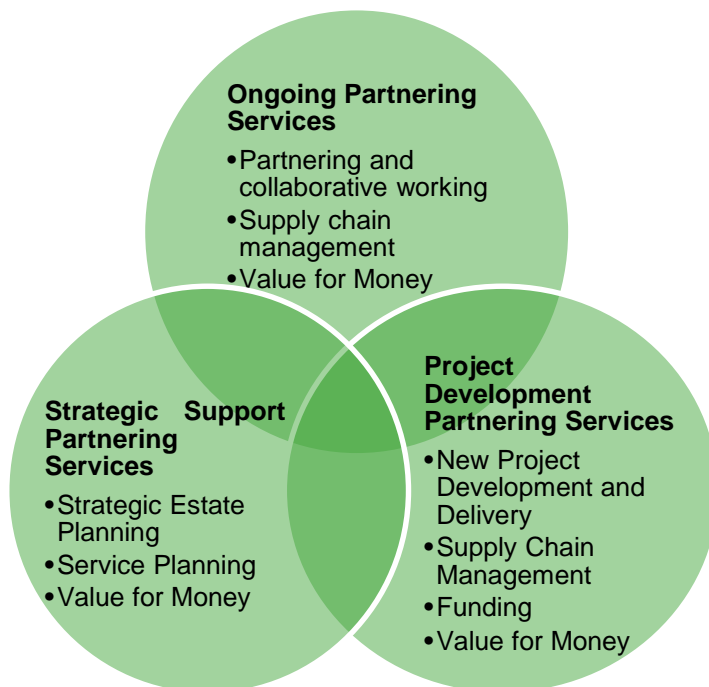 Ongoing Partnering
Services
•Partnering and
collaborative working
•Supply chain
management
•Value for Money
Strategic Support
Partnering
Services
•Strategic Estate
Planning
•Service Planning
•Value for Money
Project
Development
Partnering Services
•New Project
Development and
Delivery
•Supply Chain
Management
•Funding
•Value for Money